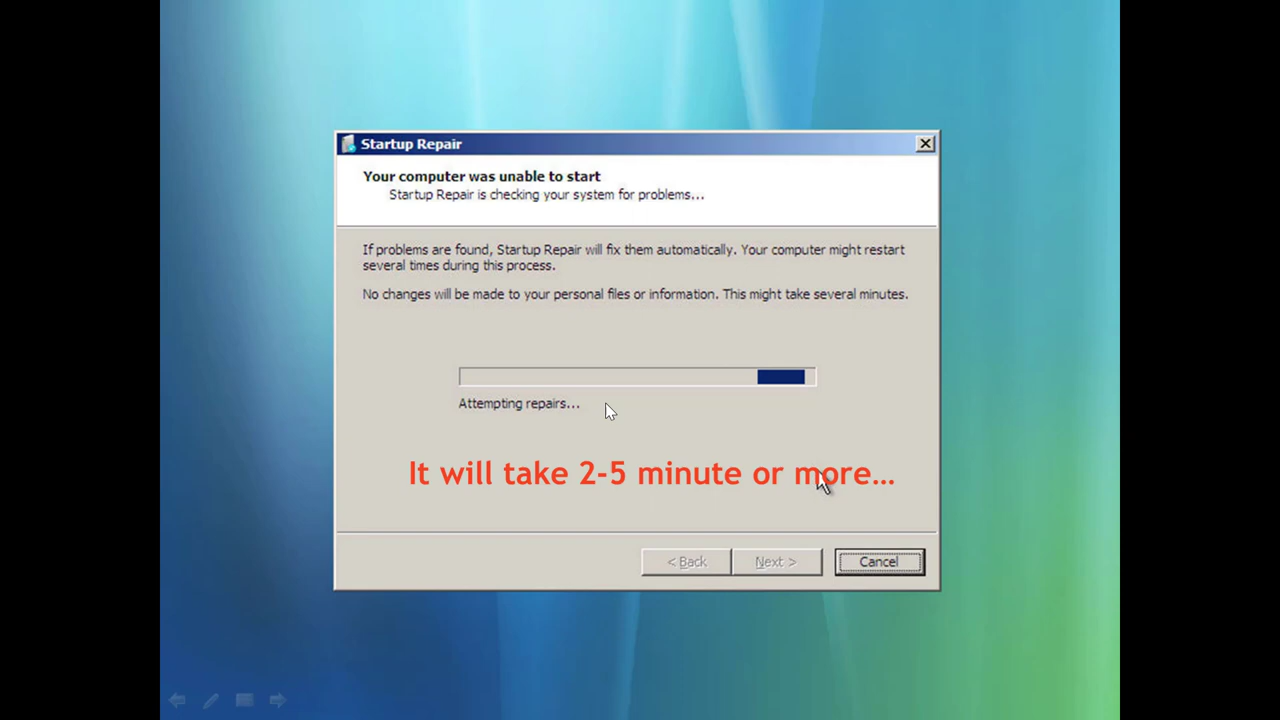 Startup Repair
Your computer was unable to start
Startup Repair is checking your system for problems...
If problems are found, Startup Repair will fix them automatically. Your computer might restart
several times during this process.
No changes will be made to your personal files or information. This might take several minutes.
Attempting repairs...
It will take 2-5 minute or more...
< Back
Next >
Cancel